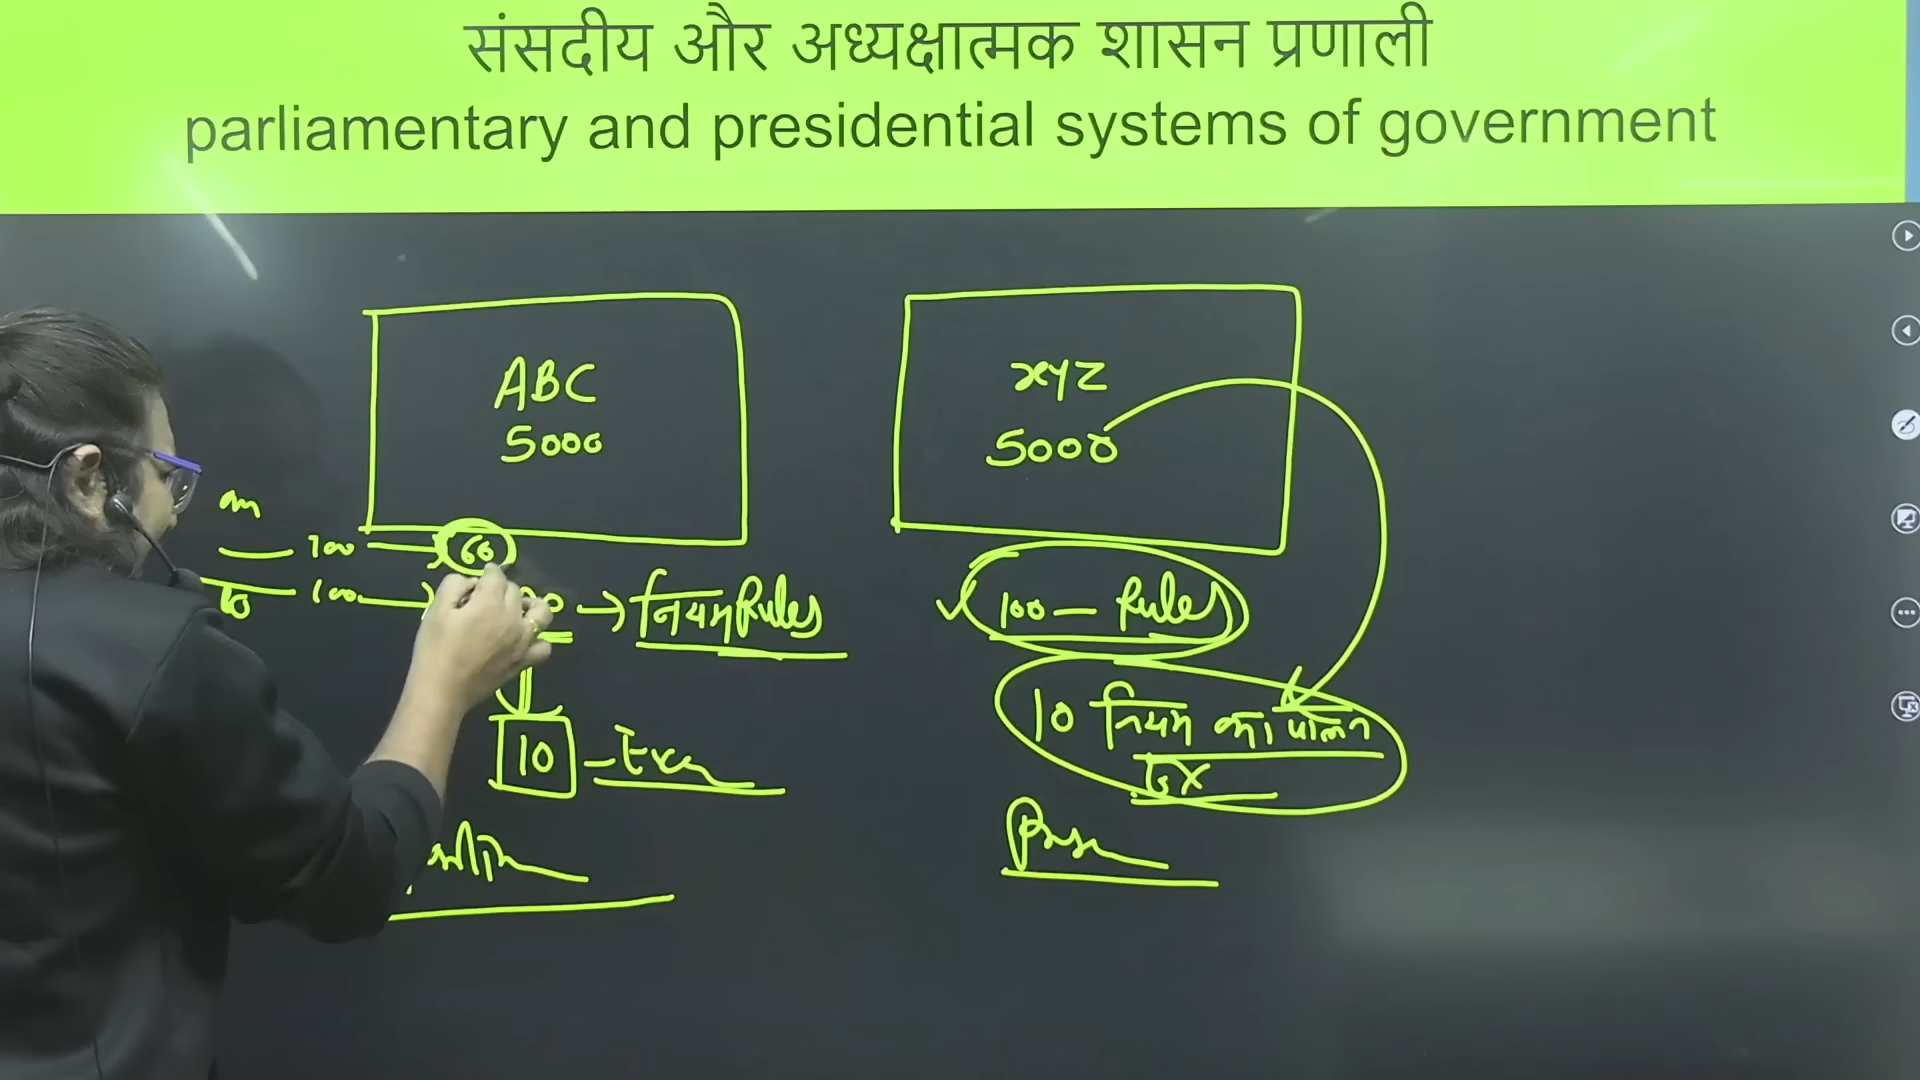 संसदीय और अध्यक्षात्मक शासन प्रणाली
parliamentary and presidential systems of government
ABC
5000
xyz
5000
100
60
100
नियम Rules
100 - Rules
10
10 नियम का पालन